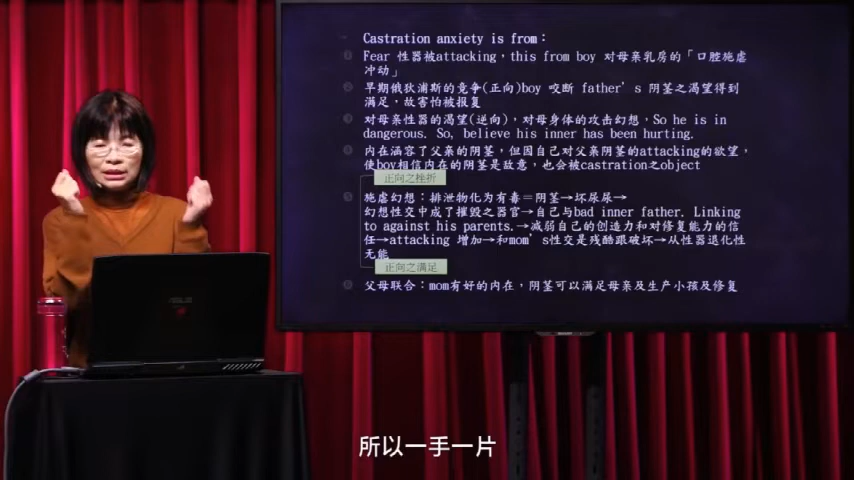 Castration anxiety is from：
① Fear 性器被attacking，this from boy 对母亲乳房的「口腔施虐
冲动」
② 早期俄狄浦斯的竞争(正向)boy 咬断 father's 阴茎之渴望得到
满足，故害怕被报复
③ 对母亲性器的渴望(逆向)，对母身体的攻击幻想，So he is in
dangerous. So, believe his inner has been hurting.
④ 内在涵容了父亲的阴茎，但因自己对父亲阴茎的attacking的欲望，
使boy相信内在的阴茎是敌意，也会被castration之object
正向之挫折
⑤ 施虐幻想：排泄物化为有毒＝阴茎→坏尿尿→
幻想性交中成了摧毁之器官→自己与bad inner father. Linking
to against his parents.→减弱自己的创造力和对修复能力的信
任→attacking 增加→和mom's性交是残酷跟破坏→从性器退化性
无能
正向之满足
⑥ 父母联合：mom有好的内在，阴茎可以满足母亲及生产小孩及修复
ASUS
所以一手一片